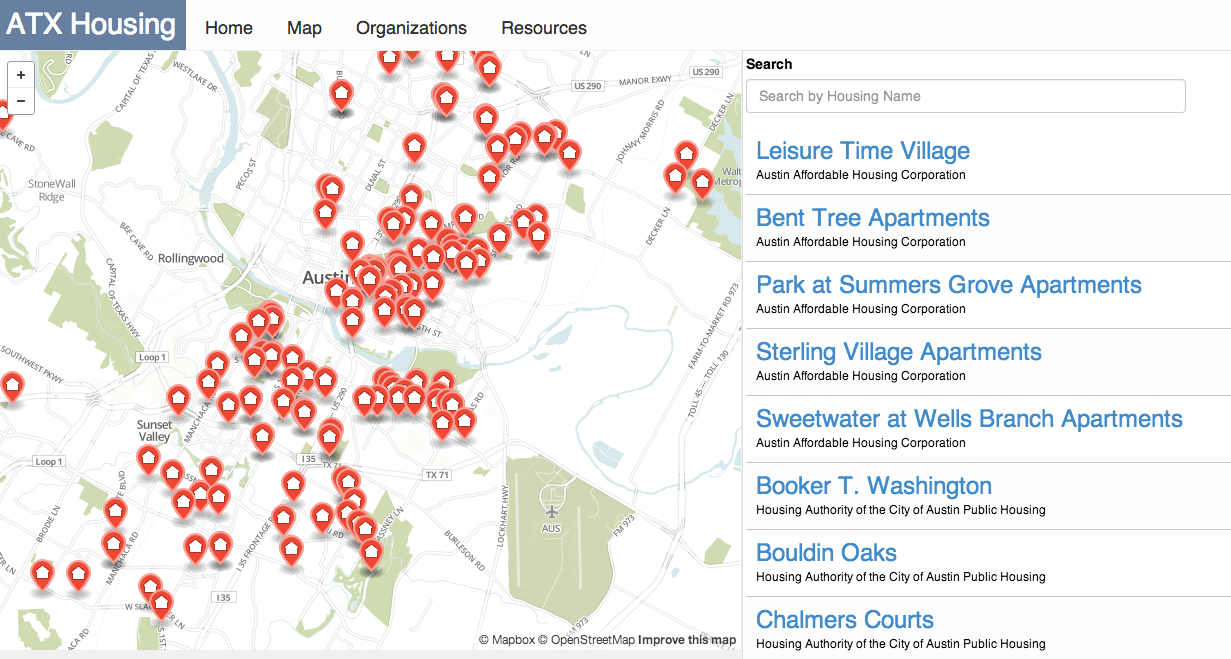 ATX Housing
Home
Map
Organizations
Resources
+
−
CAPITAL OF TEXAS
WESTLAKE DR
PECOS ST
DUVAL ST
US 290
MANOR EXWY
US 290
JOHNNY MORRIS RD
DECKER LN
DECKER LN
StoneWall
Ridge
BEE CAVE RD
Rollingwood
CAPITAL OF TEXAS HWY
Austin
Loop 1
SOUTHWEST PKWY
MANCHACA
US 290
FARM-TO-MARKET RD 973
TOLL 45 — TOLL 130
Sunset
Valley
Loop 1
I 35
TX 71
TX 71
BRODIE LN
MANCHACA RD
I 35 FRONTAGE
BURLESON RD
LOCKHART HWY
AUS
FM 973
FM 973
I 35
© Mapbox © OpenStreetMap Improve this map
Search
Search by Housing Name
Leisure Time Village
Austin Affordable Housing Corporation
Bent Tree Apartments
Austin Affordable Housing Corporation
Park at Summers Grove Apartments
Austin Affordable Housing Corporation
Sterling Village Apartments
Austin Affordable Housing Corporation
Sweetwater at Wells Branch Apartments
Austin Affordable Housing Corporation
Booker T. Washington
Housing Authority of the City of Austin Public Housing
Bouldin Oaks
Housing Authority of the City of Austin Public Housing
Chalmers Courts
Housing Authority of the City of Austin Public Housing